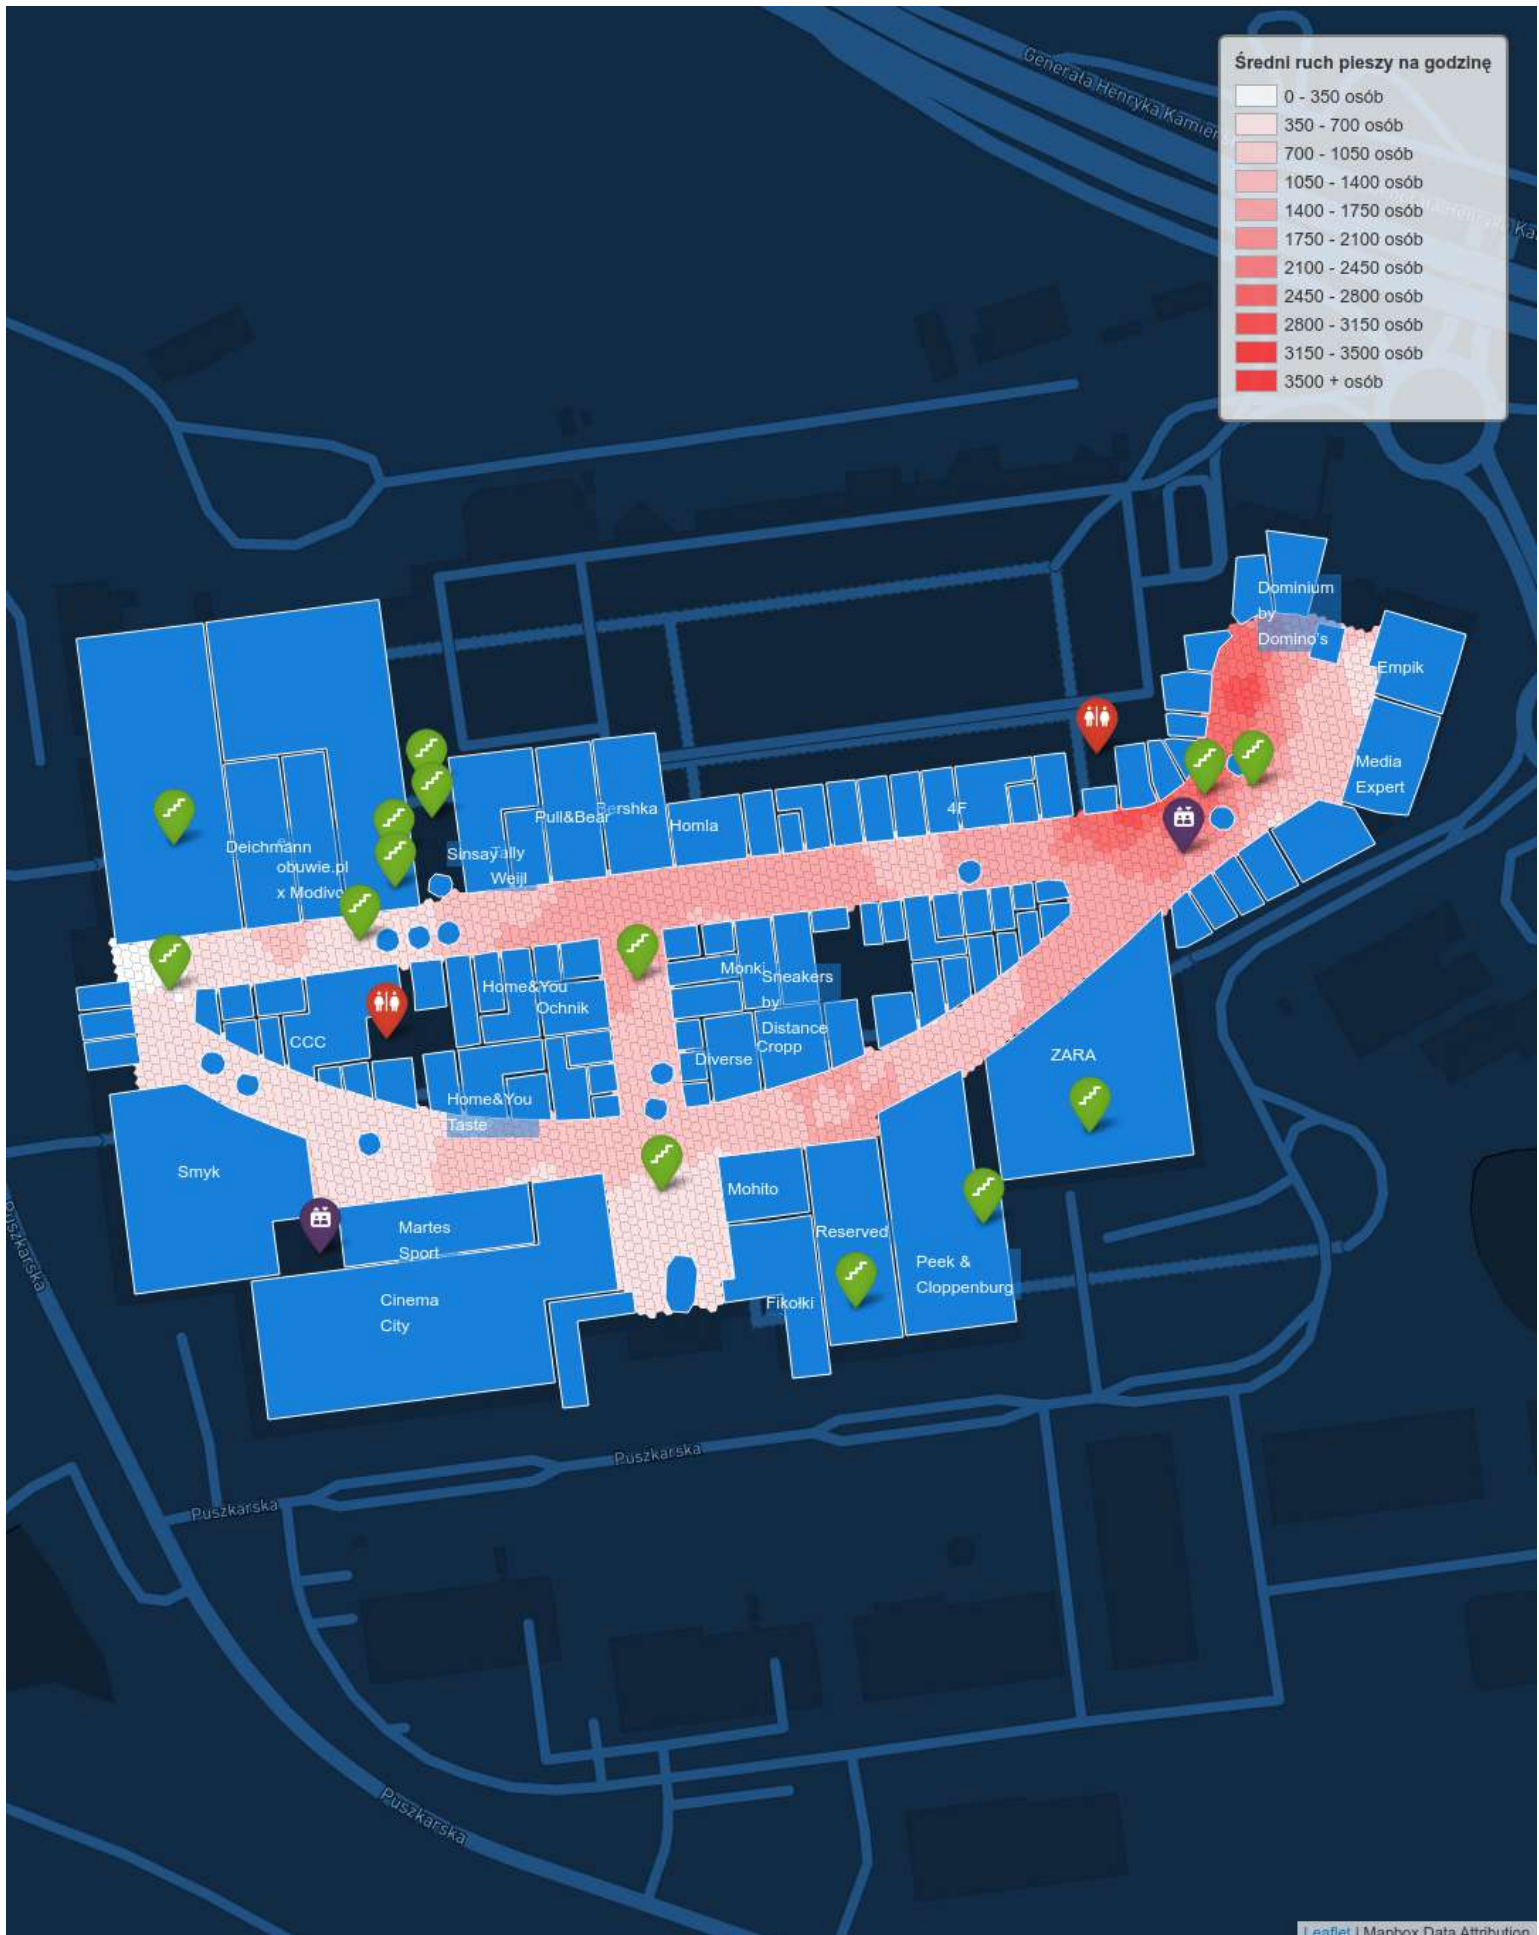 Generała Henryka Kamień
Średni ruch pieszy na godzinę
0 - 350 osób
350 - 700 osób
700 - 1050 osób
1050 - 1400 osób
1400 - 1750 osób
1750 - 2100 osób
2100 - 2450 osób
2450 - 2800 osób
2800 - 3150 osób
3150 - 3500 osób
3500 + osób
Dominium
by
Domino's
Empik
Media
Expert
4F
Bershka
Pull&Bear
Homla
Deichmann
obuwie.pl
x Modivo
Sinsay
Tally
Weijl
Monki
Sneakers
by
Distance
Home&You
Ochnik
CCC
Cropp
Diverse
ZARA
Home&You
Taste
Smyk
Mohito
Martes
Sport
Reserved
Peek &
Cloppenburg
Cinema
City
Fikołki
Puszkarska
Puszkarska
Puszkarska
Puszkarska
Leaflet | Mapbox Data Attribution